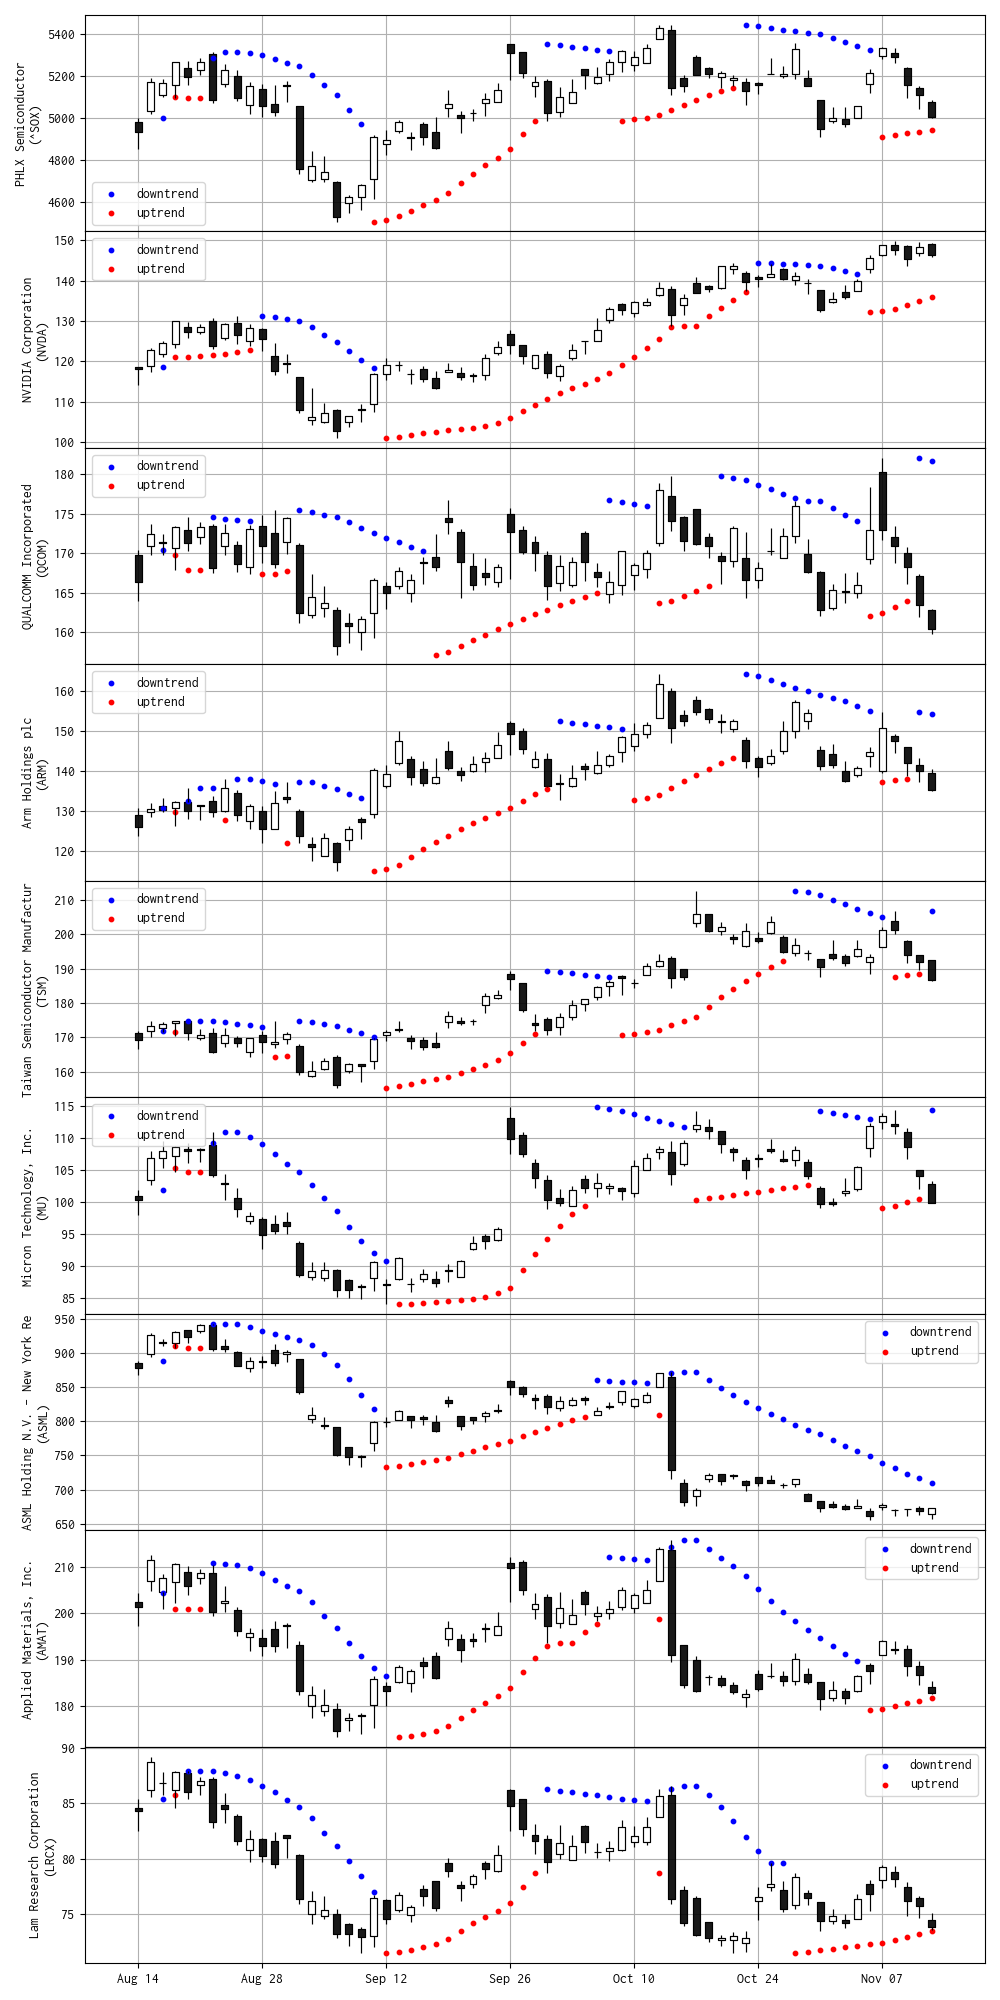 PHLX Semiconductor
(^SOX)
5400
5200
5000
4800
4600
downtrend
uptrend
NVIDIA Corporation
(NVDA)
150
140
130
120
110
100
downtrend
uptrend
QUALCOMM Incorporated
(QCOM)
180
175
170
165
160
downtrend
uptrend
Arm Holdings plc
(ARM)
160
150
140
130
120
downtrend
uptrend
Taiwan Semiconductor Manufactur
(TSM)
210
200
190
180
170
160
downtrend
uptrend
Micron Technology, Inc.
(MU)
115
110
105
100
95
90
85
downtrend
uptrend
ASML Holding N.V. - New York Re
(ASML)
950
900
850
800
750
700
650
downtrend
uptrend
Applied Materials, Inc.
(AMAT)
210
200
190
180
downtrend
uptrend
Lam Research Corporation
(LRCX)
90
85
80
75
downtrend
uptrend
Aug 14 Aug 28 Sep 12 Sep 26 Oct 10 Oct 24 Nov 07